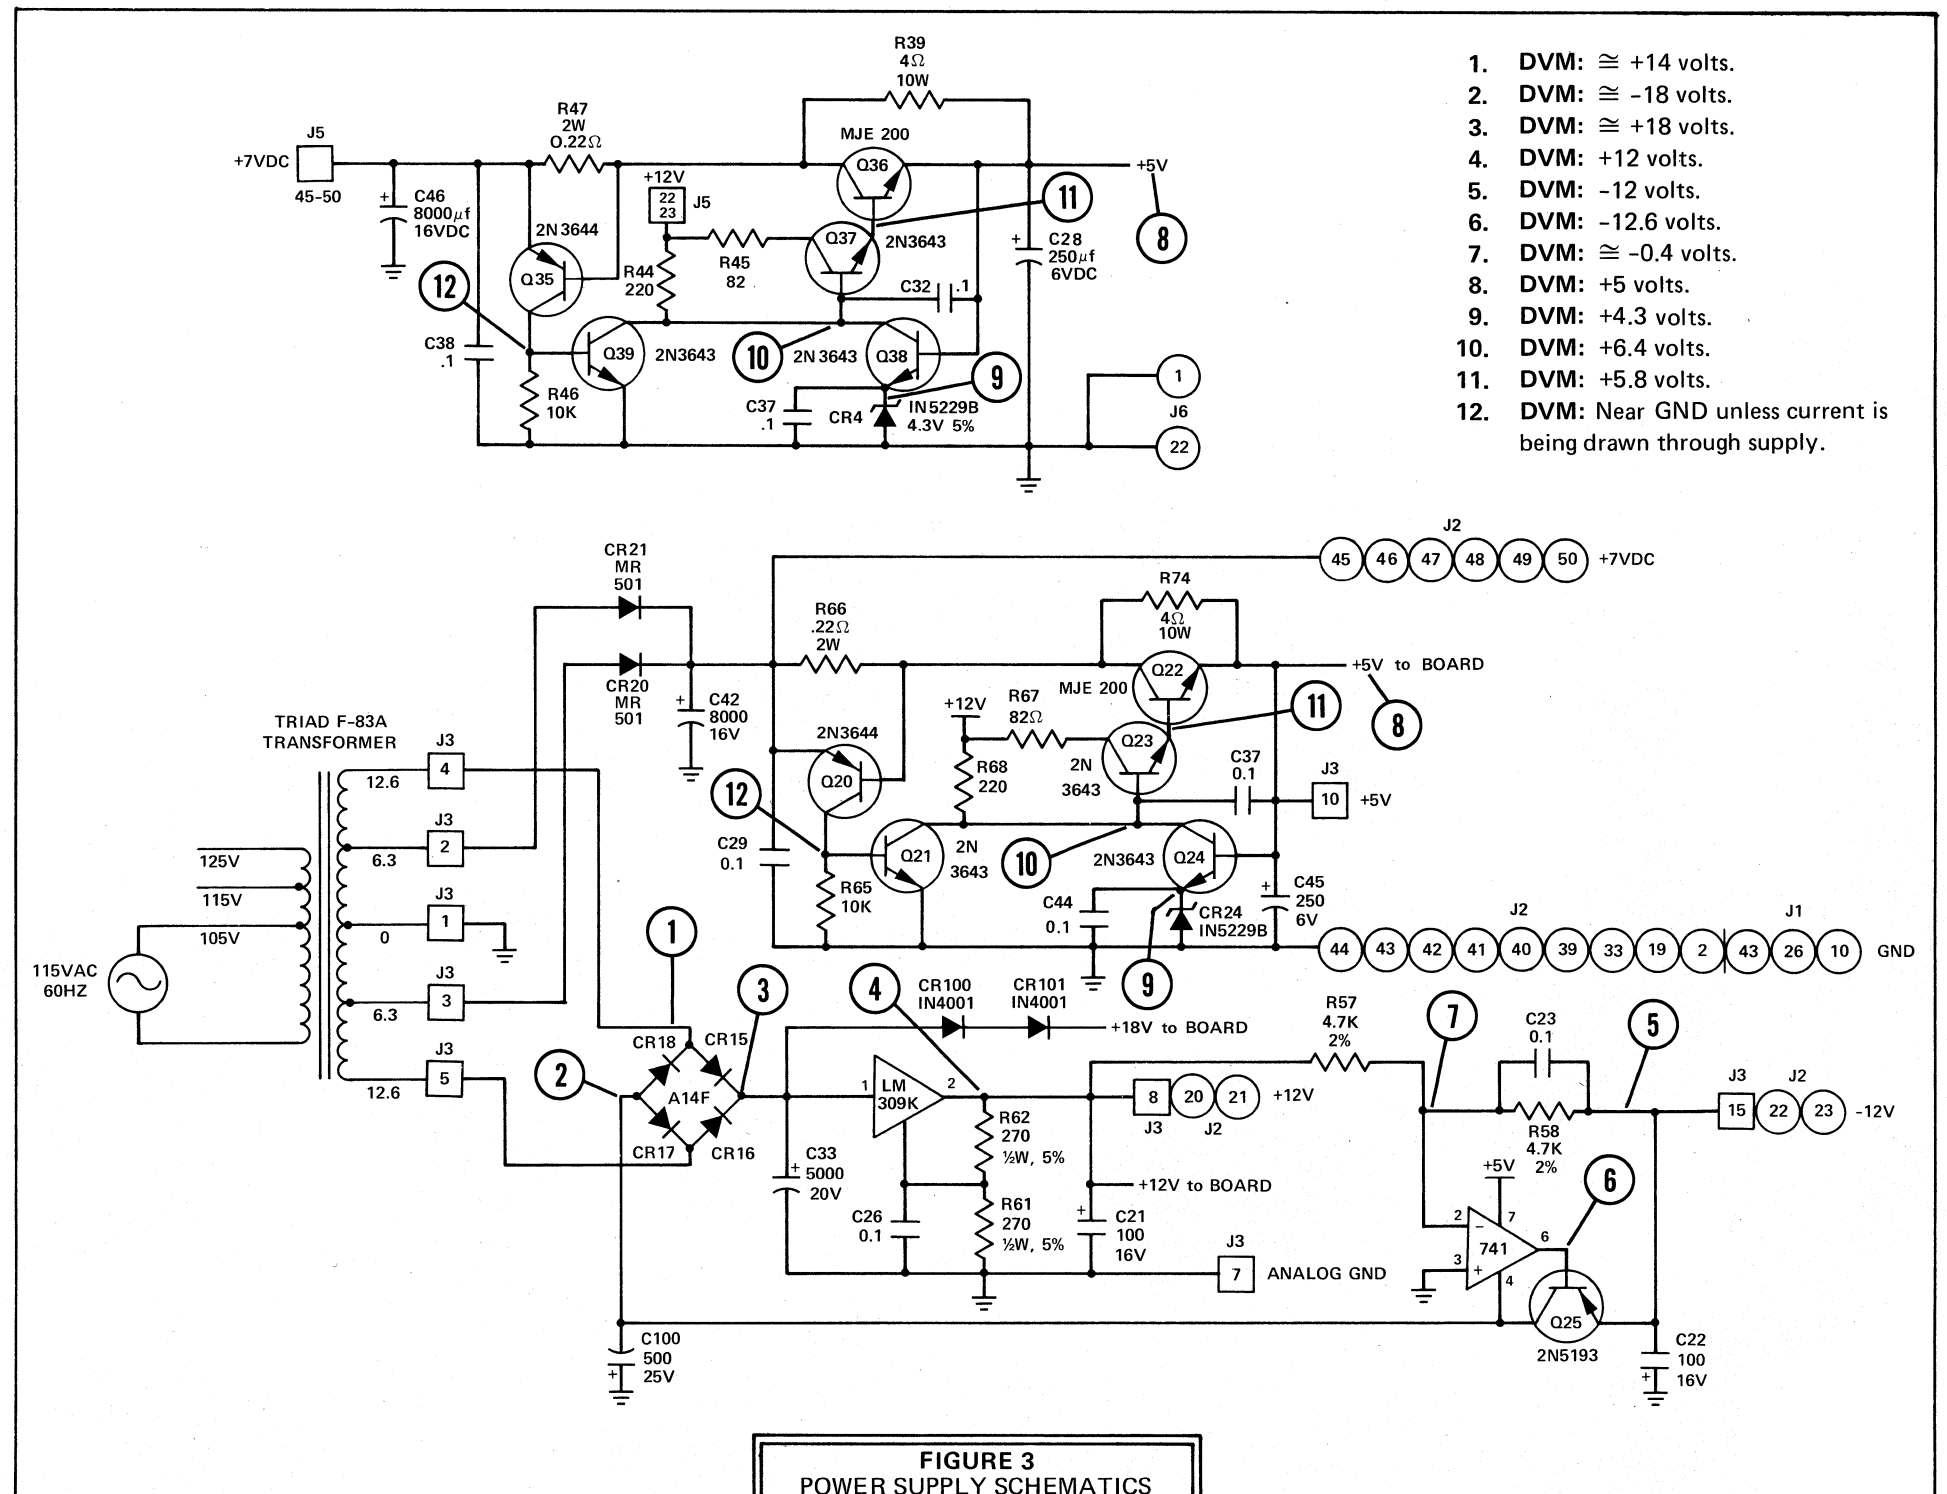 R39
4Ω
10W
R47
2W
0.22Ω
J5
+7VDC
45-50
MJE 200
Q36
+5V
+12V
22
23
J5
11
8
C46
8000μf
16VDC
+
2N3644
Q35
12
Q37
2N3643
R44
220
R45
82
C32
.1
+
C28
250μf
6VDC
C38
.1
Q39
2N3643
10
2N3643
Q38
9
R46
10K
C37
.1
CR4
IN5229B
4.3V 5%
1
J6
22
1. DVM: ≅ +14 volts.
2. DVM: ≅ -18 volts.
3. DVM: ≅ +18 volts.
4. DVM: +12 volts.
5. DVM: -12 volts.
6. DVM: -12.6 volts.
7. DVM: ≅ -0.4 volts.
8. DVM: +5 volts.
9. DVM: +4.3 volts.
10. DVM: +6.4 volts.
11. DVM: +5.8 volts.
12. DVM: Near GND unless current is
being drawn through supply.
J2
45 46 47 48 49 50 +7VDC
CR21
MR
501
CR20
MR
501
R66
.22Ω
2W
R74
4Ω
10W
Q22
MJE 200
+5V to BOARD
11
8
+
C42
8000
16V
+12V
R67
82Ω
2N3644
Q20
12
Q23
2N
3643
R68
220
C37
0.1
J3
10
+5V
C29
0.1
Q21
2N
3643
10
2N3643
Q24
R65
10K
C44
0.1
CR24
IN5229B
9
+
C45
250
6V
J2
J1
44 43 42 41 40 39 33 19 2 43 26 10 GND
TRIAD F-83A
TRANSFORMER
J3
4
12.6
J3
2
6.3
J3
1
0
J3
3
6.3
J3
5
12.6
125V
115V
105V
115VAC
60HZ
1
2
3
4
CR18
CR15
A14F
CR17
CR16
CR100
IN4001
CR101
IN4001
+18V to BOARD
1
LM
309K
2
+
C33
5000
20V
C26
0.1
R62
270
½W, 5%
R61
270
½W, 5%
8
J3
20 21
J2
+12V
+12V to BOARD
+
C21
100
16V
J3
7
ANALOG GND
R57
4.7K
2%
7
C23
0.1
5
R58
4.7K
2%
J3
15
J2
22 23
-12V
+5V
7
2
-
741
3
+
4
6
6
Q25
2N5193
C100
500
25V
+
C22
100
16V
+
FIGURE 3
POWER SUPPLY SCHEMATICS